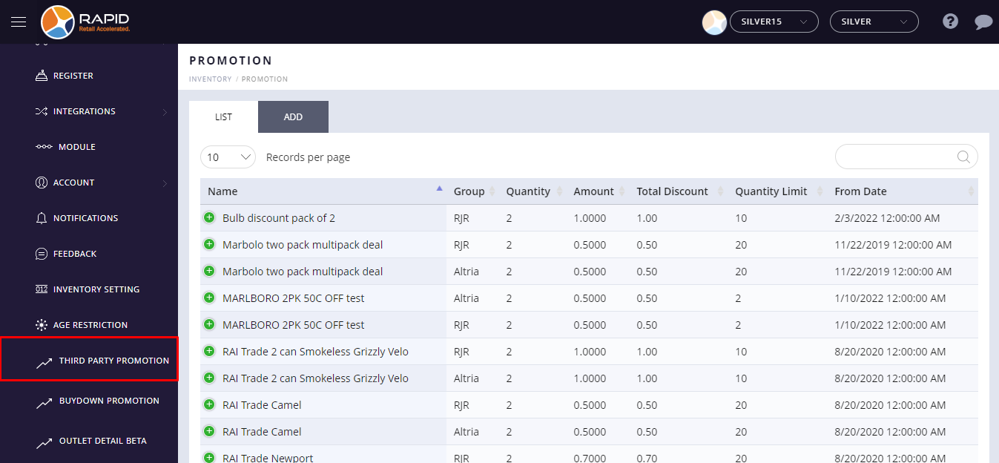 RAPID
Retail Accelerated.
SILVER15
SILVER
?
REGISTER
INTEGRATIONS
MODULE
ACCOUNT
NOTIFICATIONS
FEEDBACK
012 INVENTORY SETTING
AGE RESTRICTION
THIRD PARTY PROMOTION
BUYDOWN PROMOTION
OUTLET DETAIL BETA
PROMOTION
INVENTORY / PROMOTION
LIST ADD
10 Records per page
Name Group Quantity Amount Total Discount Quantity Limit From Date
Bulb discount pack of 2 RJR 2 1.0000 1.00 10 2/3/2022 12:00:00 AM
Marbolo two pack multipack deal RJR 2 0.5000 0.50 20 11/22/2019 12:00:00 AM
Marbolo two pack multipack deal Altria 2 0.5000 0.50 20 11/22/2019 12:00:00 AM
MARLBORO 2PK 50C OFF test Altria 2 0.5000 0.50 2 1/10/2022 12:00:00 AM
MARLBORO 2PK 50C OFF test RJR 2 0.5000 0.50 2 1/10/2022 12:00:00 AM
RAI Trade 2 can Smokeless Grizzly Velo RJR 2 1.0000 1.00 10 8/20/2020 12:00:00 AM
RAI Trade 2 can Smokeless Grizzly Velo Altria 2 1.0000 1.00 10 8/20/2020 12:00:00 AM
RAI Trade Camel RJR 2 0.5000 0.50 20 8/20/2020 12:00:00 AM
RAI Trade Camel Altria 2 0.5000 0.50 20 8/20/2020 12:00:00 AM
RAI Trade Newport RJR 2 0.7000 0.70 20 8/20/2020 12:00:00 AM